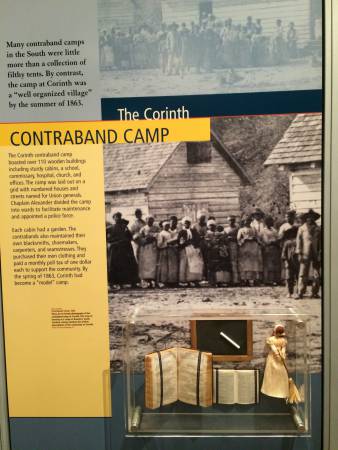 Many contraband camps
in the South were little
more than a collection of
filthy tents. By contrast,
the camp at Corinth was
a "well organized village"
by the summer of 1863.
The Corinth
CONTRABAND CAMP
The Corinth contraband camp
boasted over 110 wooden buildings
including sturdy cabins, a school,
commissary, hospital, church, and
offices. The camp was laid out on a
grid with numbered houses and
streets named for Union generals.
Chaplain Alexander divided the camp
into wards to facilitate maintenance
and appointed a police force.
Each cabin had a garden. The
contrabands also maintained their
own blacksmiths, shoemakers,
carpenters, and seamstresses. They
purchased their own clothing and
paid a monthly poll tax of one dollar
each to support the community. By
the spring of 1863, Corinth had
become a "model" camp.